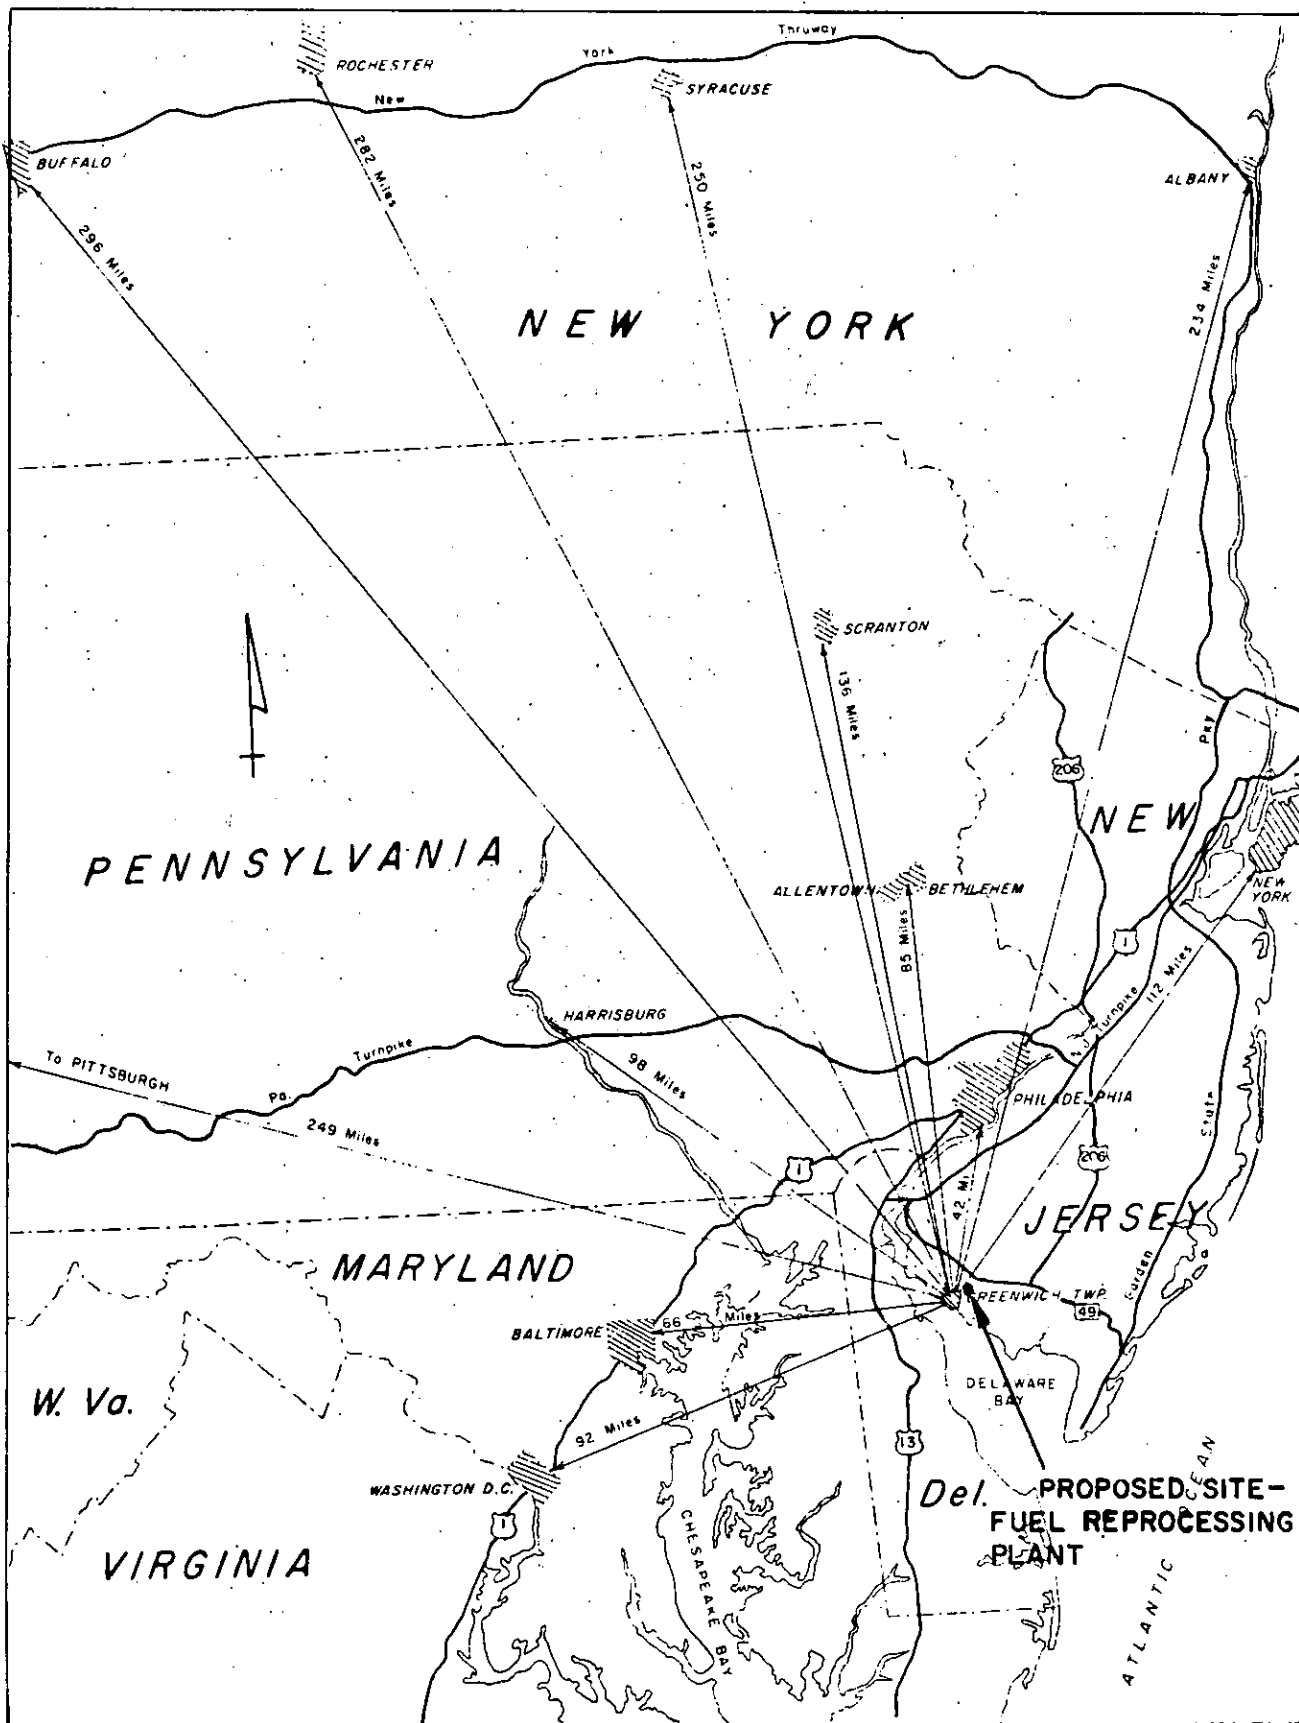 Thruway
York
ROCHESTER
SYRACUSE
New
BUFFALO
282 Miles
250 Miles
ALBANY
296 Miles
234 Miles
NEW YORK
SCRANTON
136 Miles
Pky
206
NEW
PENNSYLVANIA
ALLENTOWN
BETHLEHEM
NEW
YORK
85 Miles
1
112 Miles
HARRISBURG
N.J. Turnpike
To PITTSBURGH
Turnpike
Pa.
98 Miles
PHILADELPHIA
249 Miles
State
1
206
42 Mi.
JERSEY
MARYLAND
Garden
GREENWICH TWP.
49
BALTIMORE
66 Miles
DELAWARE
BAY
W. Va.
92 Miles
13
WASHINGTON D.C.
Del.
PROPOSED SITE-
FUEL REPROCESSING
PLANT
1
CHESAPEAKE BAY
VIRGINIA
ATLANTIC OCEAN